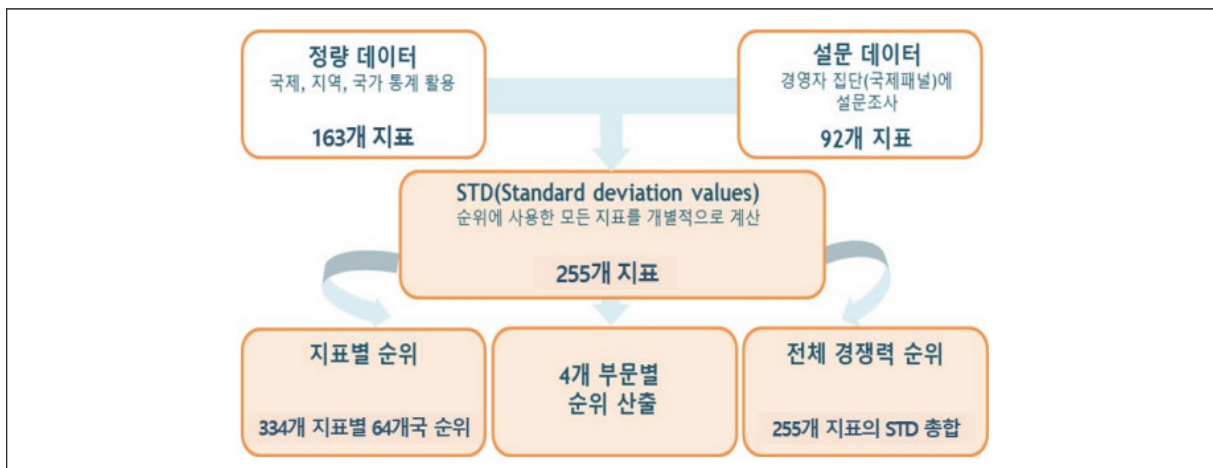 정량 데이터
국제, 지역, 국가 통계 활용
163개 지표
설문 데이터
경영자 집단(국제패널)에
설문조사
92개 지표
STD(Standard deviation values)
순위에 사용한 모든 지표를 개별적으로 계산
255개 지표
지표별 순위
334개 지표별 64개국 순위
4개 부문별
순위 산출
전체 경쟁력 순위
255개 지표의 STD 총합